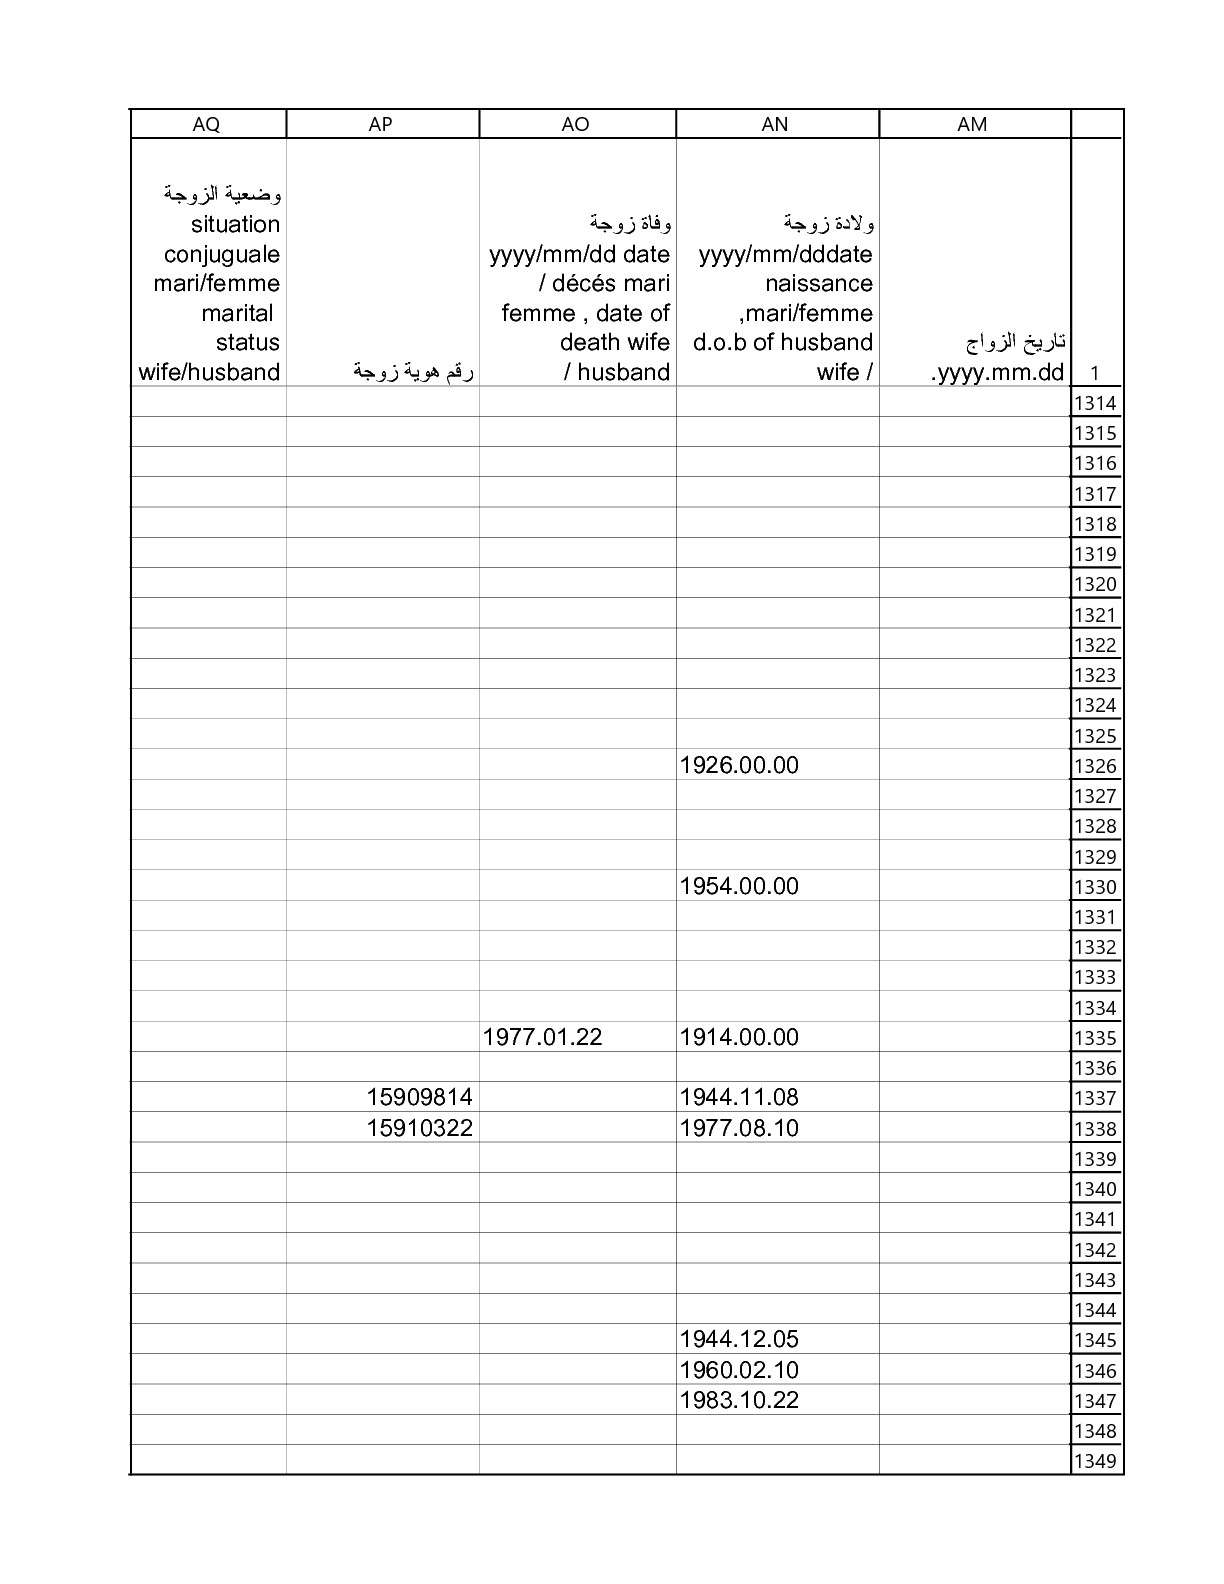 AQ AP AO AN AM
وضعية الزوجة
situation
conjuguale
mari/femme
marital
status
wife/husband
رقم هوية زوجة
وفاة زوجة
yyyy/mm/dd date
/ décés mari
femme , date of
death wife
/ husband
ولادة زوجة
yyyy/mm/dddate
naissance
,mari/femme
d.o.b of husband
wife /
تاريخ الزواج
.yyyy.mm.dd
1
1314
1315
1316
1317
1318
1319
1320
1321
1322
1323
1324
1325
1926.00.00 1326
1327
1328
1329
1954.00.00 1330
1331
1332
1333
1334
1977.01.22 1914.00.00 1335
1336
15909814 1944.11.08 1337
15910322 1977.08.10 1338
1339
1340
1341
1342
1343
1344
1944.12.05 1345
1960.02.10 1346
1983.10.22 1347
1348
1349